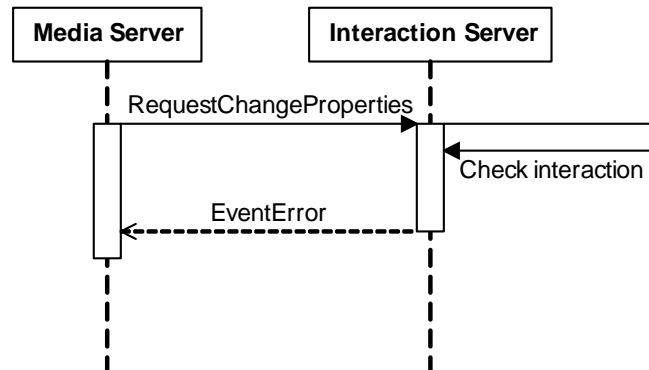 Media Server
Interaction Server
RequestChangeProperties
Check interaction
EventError